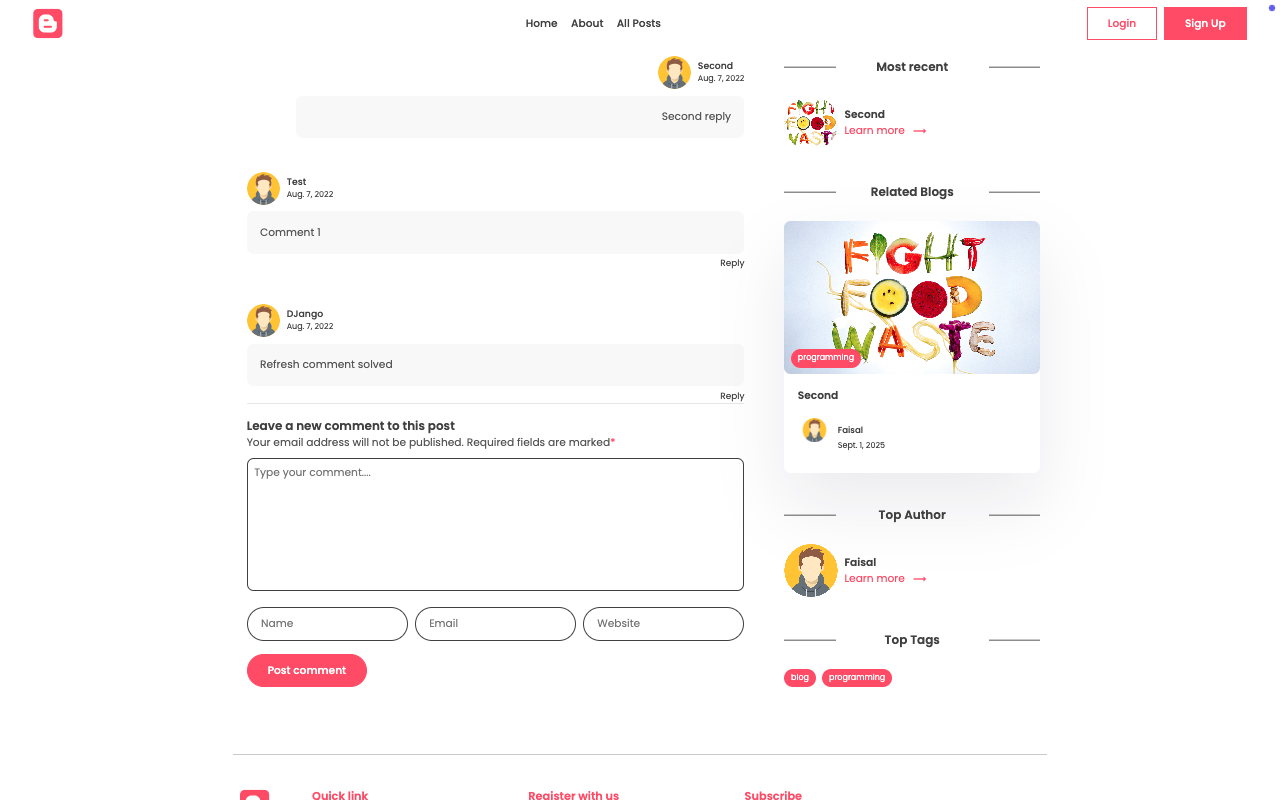 Home About All Posts
Login
Sign Up
Second
Aug. 7, 2022
Second reply
Test
Aug. 7, 2022
Comment 1
Reply
DJango
Aug. 7, 2022
Refresh comment solved
Reply
Leave a new comment to this post
Your email address will not be published. Required fields are marked*
Type your comment....
Name
Email
Website
Post comment
Most recent
FIGHT
FOOD
WAST
Second
Learn more →
Related Blogs
FIGHT
FOOD
WASTE
programming
Second
Faisal
Sept. 1, 2025
Top Author
Faisal
Learn more →
Top Tags
blog
programming
Quick link
Register with us
Subscribe